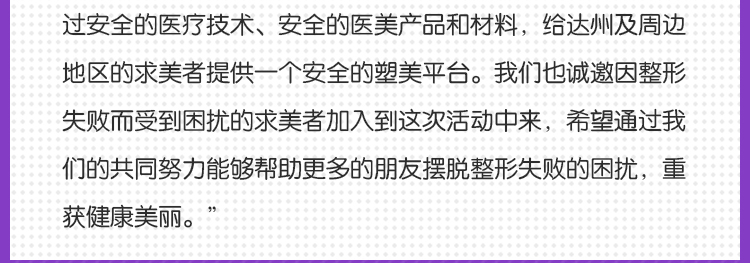 过安全的医疗技术、安全的医美产品和材料，给达州及周边
地区的求美者提供一个安全的塑美平台。我们也诚邀因整形
失败而受到困扰的求美者加入到这次活动中来，希望通过我
们的共同努力能够帮助更多的朋友摆脱整形失败的困扰，重
获健康美丽。”